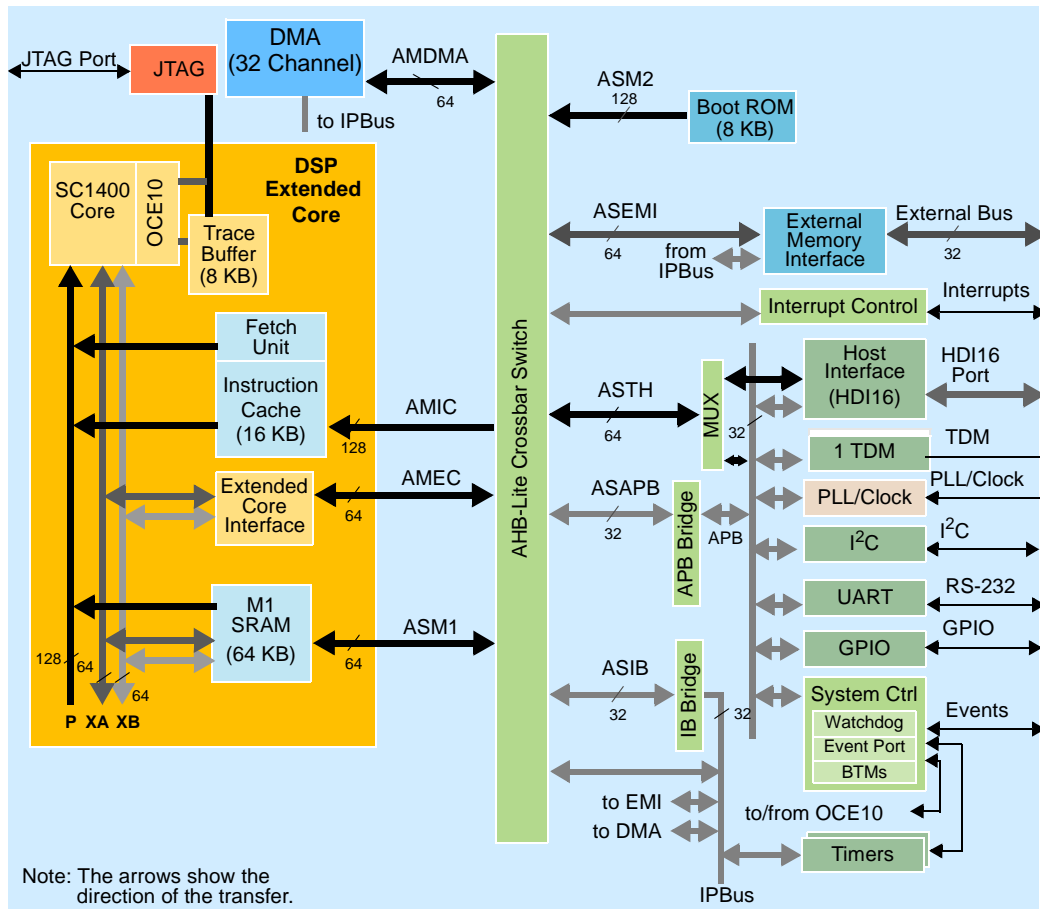 JTAG Port
JTAG
DMA
(32 Channel)
AMDMA
64
to IPBus
ASM2
128
Boot ROM
(8 KB)
DSP
Extended
Core
SC1400
Core
OCE10
Trace
Buffer
(8 KB)
ASEMI
64
from
IPBus
External
Memory
Interface
External Bus
32
Interrupt Control
Interrupts
Fetch
Unit
Instruction
Cache
(16 KB)
AMIC
128
AHB-Lite Crossbar Switch
ASTH
64
MUX
32
Host
Interface
(HDI16)
HDI16
Port
1 TDM
TDM
Extended
Core
Interface
AMEC
64
ASAPB
32
APB Bridge
APB
PLL/Clock
PLL/Clock
I2C
I2C
UART
RS-232
GPIO
GPIO
M1
SRAM
(64 KB)
ASM1
64
128
64
64
P XA XB
ASIB
32
IB Bridge
32
System Ctrl
Watchdog
Event Port
BTMs
Events
to EMI
to DMA
to/from OCE10
Timers
IPBus
Note: The arrows show the
direction of the transfer.